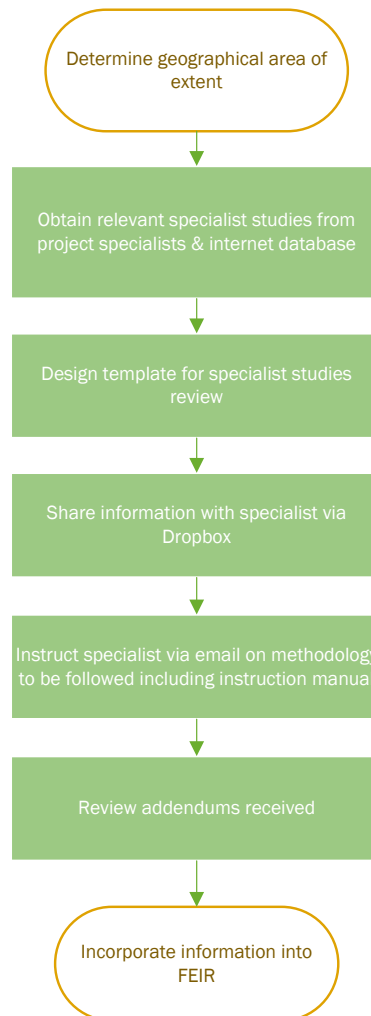 Determine geographical area of
extent
Obtain relevant specialist studies from
project specialists & internet database
Design template for specialist studies
review
Share information with specialist via
Dropbox
Instruct specialist via email on methodology
to be followed including instruction manual
Review addendums received
Incorporate information into
FEIR